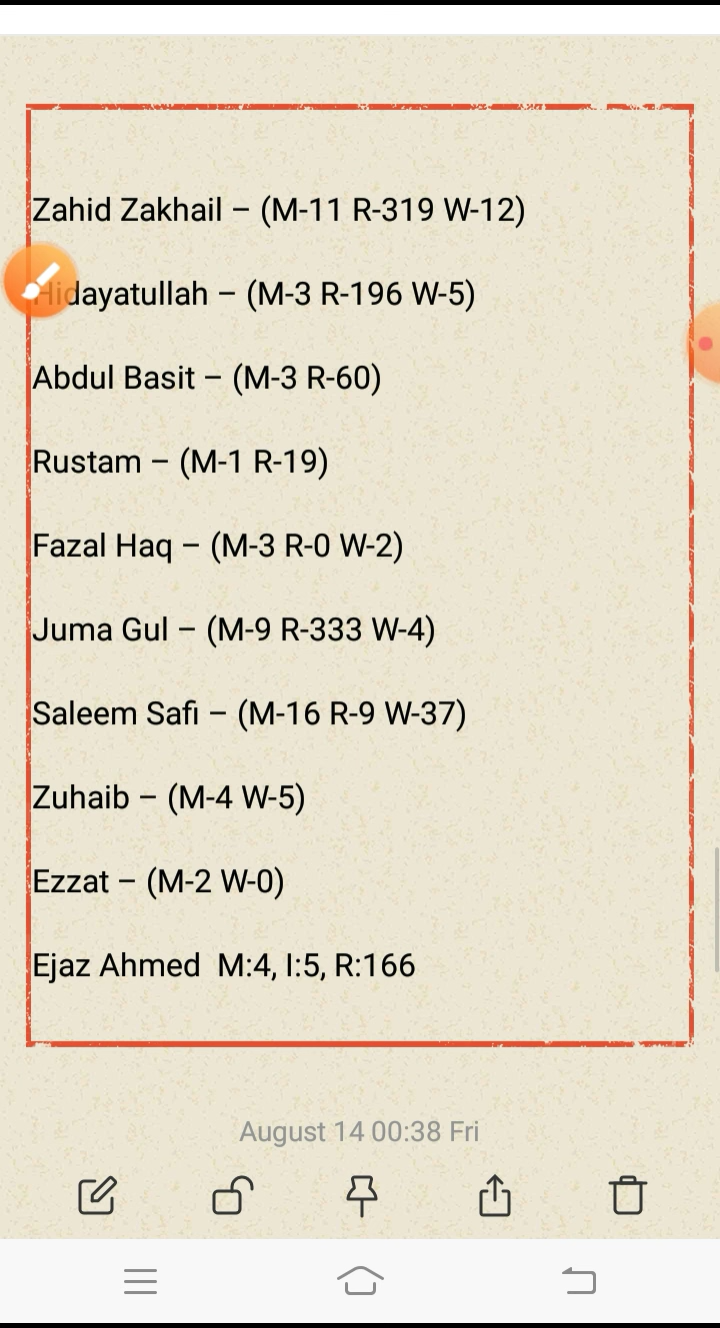 Zahid Zakhail – (M-11 R-319 W-12)
Hidayatullah – (M-3 R-196 W-5)
Abdul Basit – (M-3 R-60)
Rustam – (M-1 R-19)
Fazal Haq – (M-3 R-0 W-2)
Juma Gul – (M-9 R-333 W-4)
Saleem Safi – (M-16 R-9 W-37)
Zuhaib – (M-4 W-5)
Ezzat – (M-2 W-0)
Ejaz Ahmed  M:4, I:5, R:166
August 14 00:38 Fri